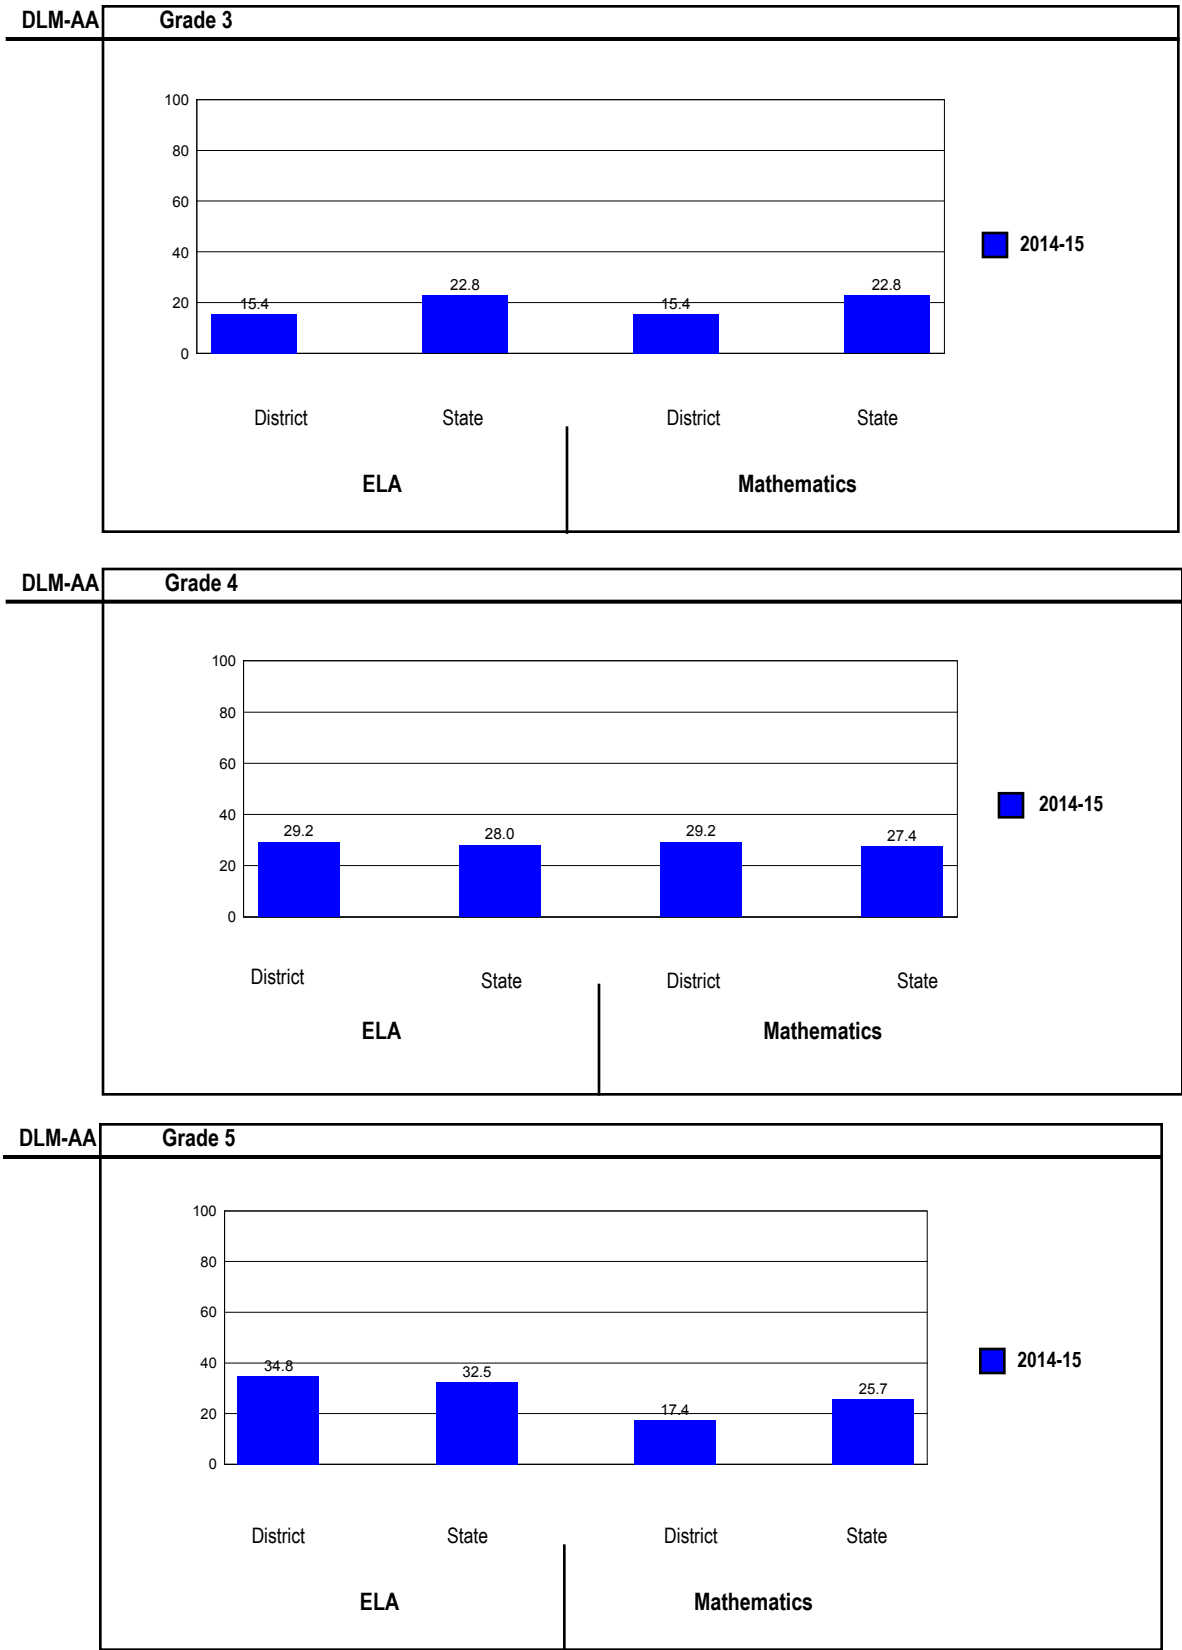 DLM-AA Grade 3
100
80
60
40
20
0
15.4 22.8 15.4 22.8
2014-15
District State District State
ELA Mathematics
DLM-AA Grade 4
100
80
60
40
20
0
29.2 28.0 29.2 27.4
2014-15
District State District State
ELA Mathematics
DLM-AA Grade 5
100
80
60
40
20
0
34.8 32.5 17.4 25.7
2014-15
District State District State
ELA Mathematics